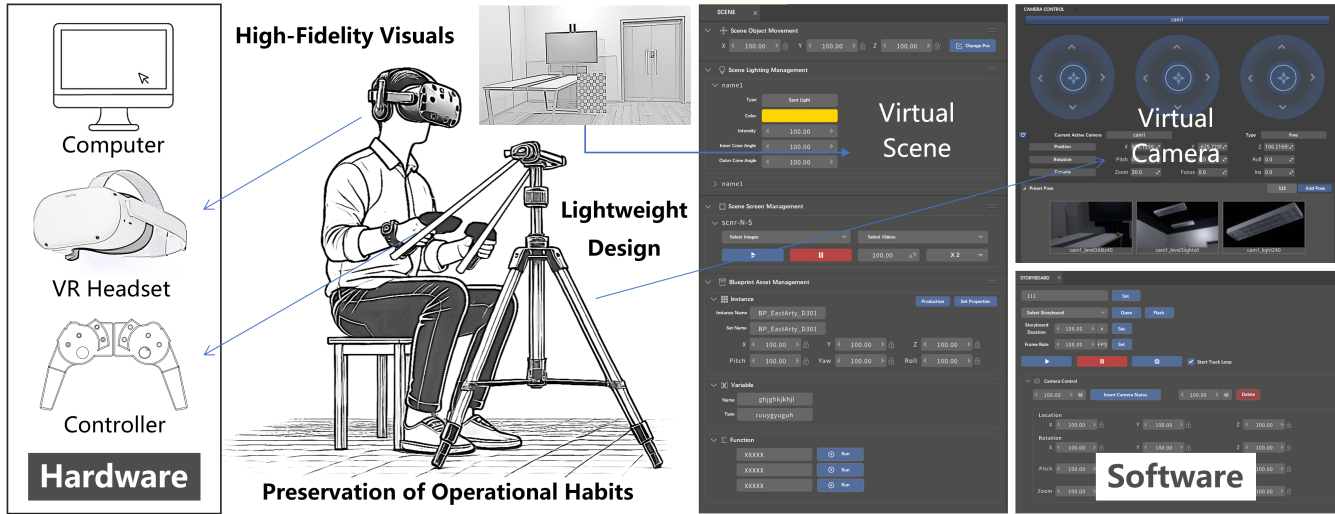 Computer
VR Headset
Controller
Hardware
High-Fidelity Visuals
Lightweight
Design
Preservation of Operational Habits
SCENE ×
Scene Object Movement
X 100.00 Y 100.00 Z 100.00 Change Pos
Scene Lighting Management
name1
Type Spot Light
Color
Intensity 100.00
Inner Cone Angle 100.00
Outer Cone Angle 100.00
name1
Virtual
Scene
Scene Screen Management
scnr-N-5
Select Images Select Videos
100.00 X 2
Blueprint Asset Management
Instance Production Set Properties
Instance Name BP_EastArty_D301
Set Name BP_EastArty_D301
X 100.00 Y 100.00 Z 100.00
Pitch 100.00 Yaw 100.00 Roll 100.00
Variable
Name ghjghkjkhjl
Type ruuygyuguh
Function
XXXXX Run
XXXXX Run
XXXXX Run
CAMERA CONTROL
cam1
Virtual
Camera
Current Active Camera cam1 Type Free
Position X Y Z 106.2165
Rotation Pitch Roll 0.0
Zoom 20.0 Focus 0.0 Iris 0.0
Preset Pose 111 Add Pose
cam1_level3ABz40 cam1_level3lightz0 cam1_lightZ40
STORYBOARD ×
111 Set
Select Storyboard Open Flash
Storyboard
Duration 100.00 s Set
Frame Rate 100.00 FPS Set
Start Track Loop
Camera Control
100.00 M Insert Camera Status 100.00 M Delete
Location
X 100.00 Y 100.00 Z 100.00
Rotation
X 100.00 Y 100.00 Z 100.00
Pitch 100.00
Zoom 100.00
Software